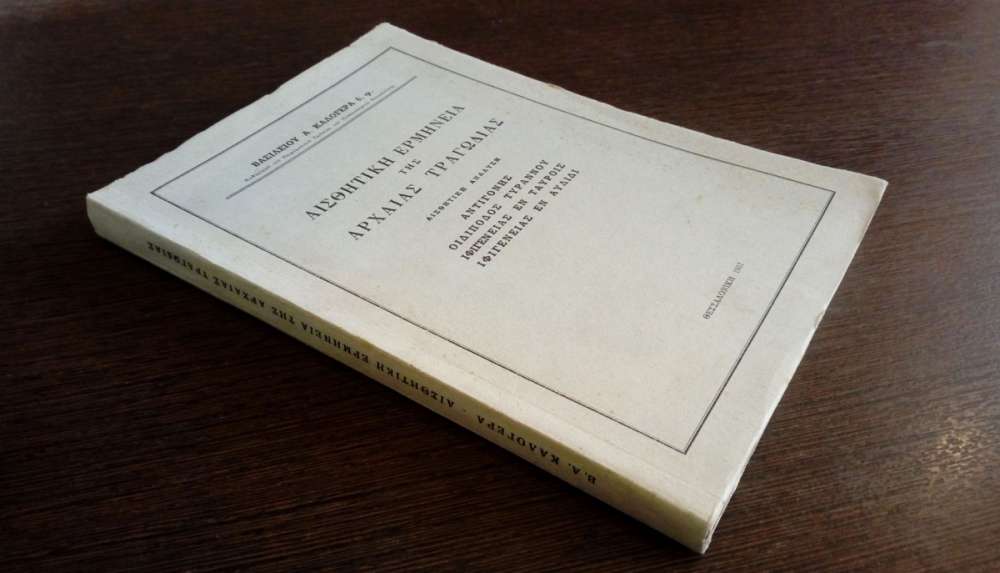 ΒΑΣΙΛΕΙΟΥ Α. ΚΑΛΟΓΕΡΑ δ. φ.
ΑΙΣΘΗΤΙΚΗ ΕΡΜΗΝΕΙΑ
ΤΗΣ
ΑΡΧΑΙΑΣ ΤΡΑΓΩΔΙΑΣ
ΑΙΣΘΗΤΙΚΗ ΑΝΑΛΥΣΗ
ΑΝΤΙΓΟΝΗΣ
ΟΙΔΙΠΟΔΟΣ ΤΥΡΑΝΝΟΥ
ΙΦΙΓΕΝΕΙΑΣ ΕΝ ΤΑΥΡΟΙΣ
ΙΦΙΓΕΝΕΙΑΣ ΕΝ ΑΥΛΙΔΙ
ΘΕΣΣΑΛΟΝΙΚΗ
Β. Α. ΚΑΛΟΓΕΡΑ - ΑΙΣΘΗΤΙΚΗ ΕΡΜΗΝΕΙΑ ΤΗΣ ΑΡΧΑΙΑΣ ΤΡΑΓΩΔΙΑΣ